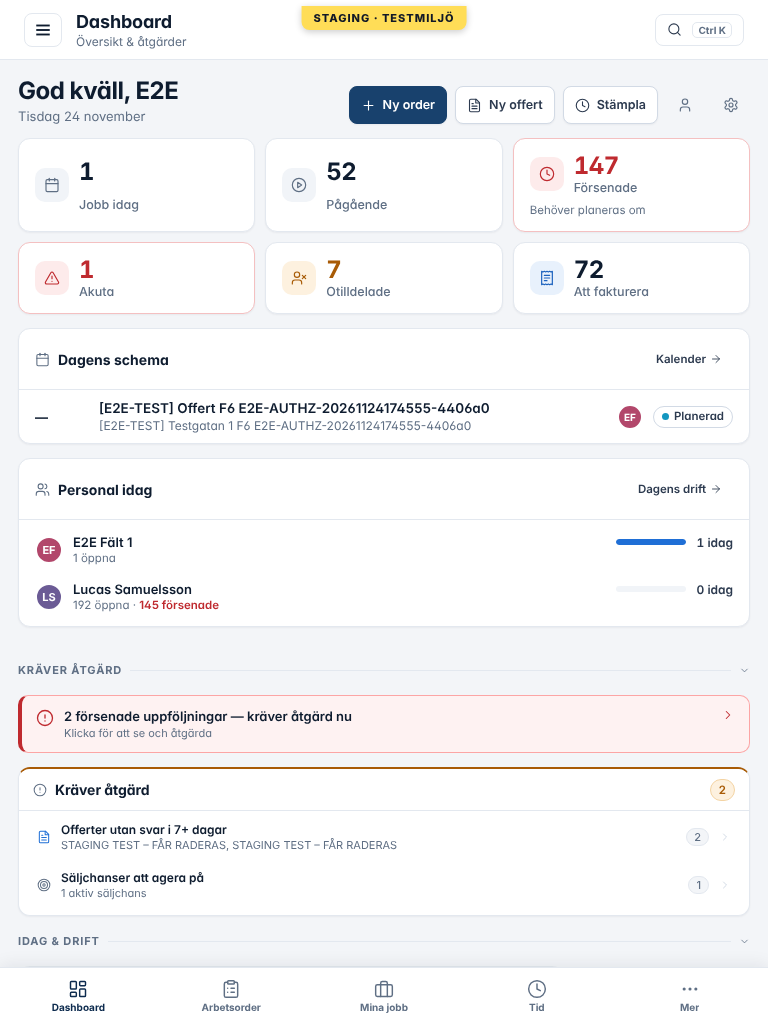 STAGING · TESTMILJÖ
Dashboard
Översikt & åtgärder
Ctrl K
God kväll, E2E
Tisdag 24 november
Ny order
Ny offert
Stämpla
1
Jobb idag
52
Pågående
147
Försenade
Behöver planeras om
1
Akuta
7
Otilldelade
72
Att fakturera
Dagens schema
Kalender →
—
[E2E-TEST] Offert F6 E2E-AUTHZ-20261124174555-4406a0
[E2E-TEST] Testgatan 1 F6 E2E-AUTHZ-20261124174555-4406a0
EF
Planerad
Personal idag
Dagens drift →
EF
E2E Fält 1
1 öppna
1 idag
LS
Lucas Samuelsson
192 öppna · 145 försenade
0 idag
KRÄVER ÅTGÄRD
2 försenade uppföljningar — kräver åtgärd nu
Klicka för att se och åtgärda
Kräver åtgärd
2
Offerter utan svar i 7+ dagar
STAGING TEST – FÅR RADERAS, STAGING TEST – FÅR RADERAS
2
Säljchanser att agera på
1 aktiv säljchans
1
IDAG & DRIFT
Dashboard
Arbetsorder
Mina jobb
Tid
Mer